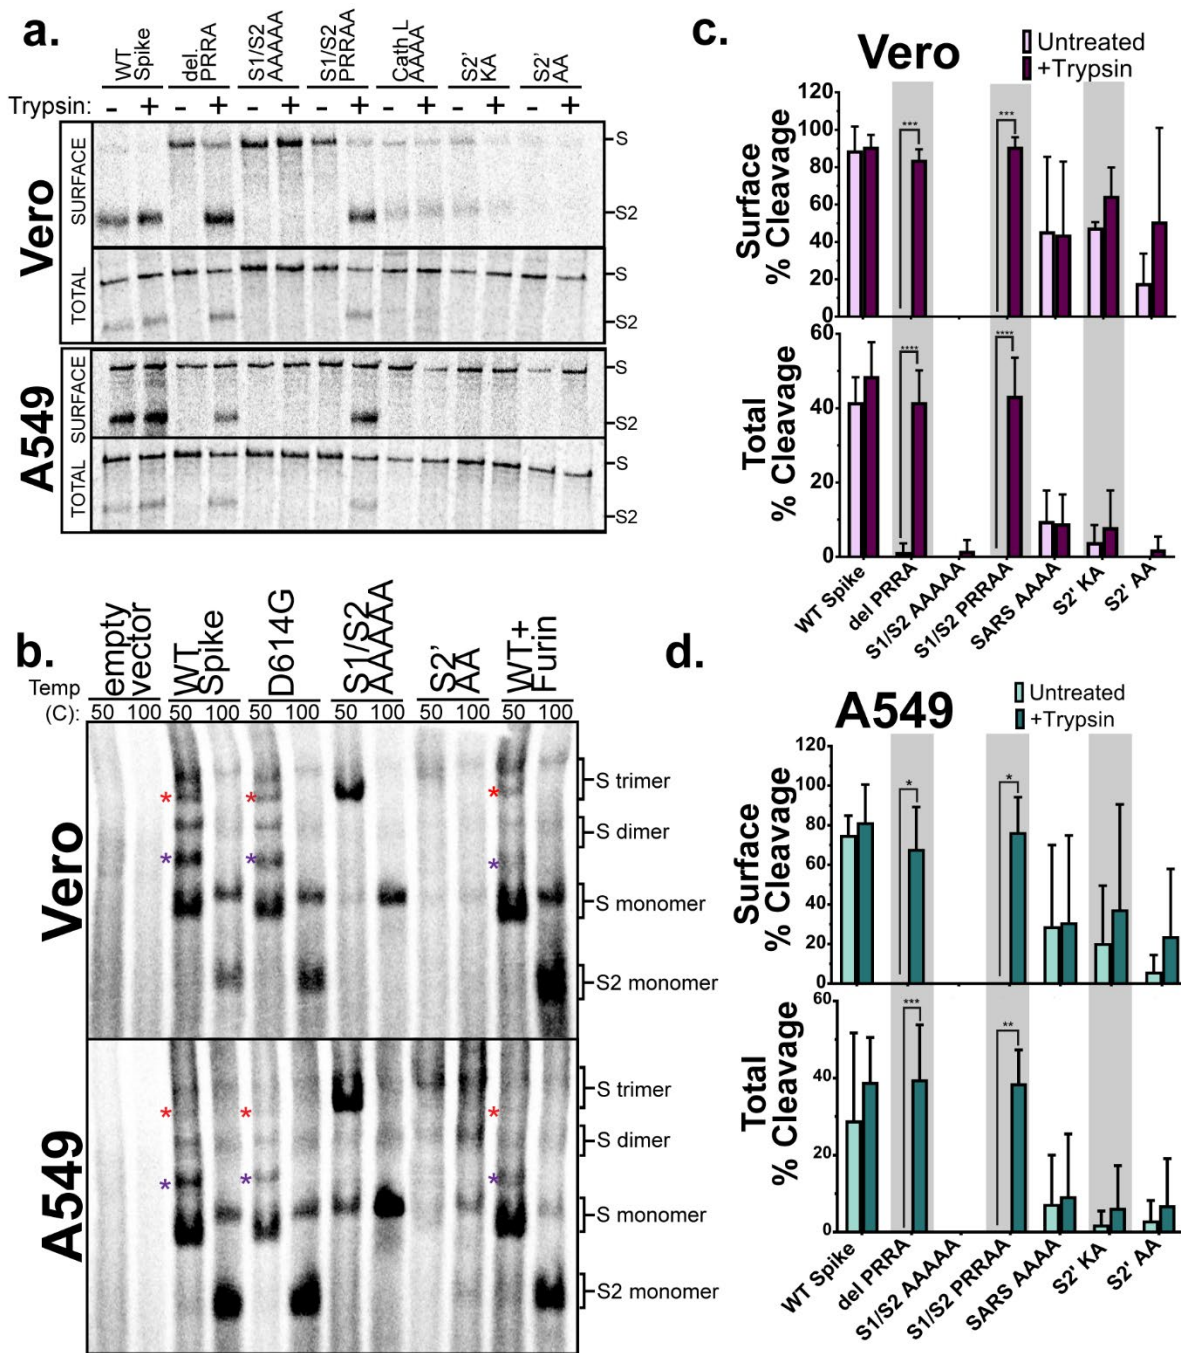 a.
WT Spike
del. PRRA
S1/S2 AAAAA
S1/S2 PRRAA
Cath L AAAA
S2' KA
S2' AA
Trypsin: - + - + - + - + - + - + - +
Vero
SURFACE
S
S2
TOTAL
S
S2
A549
SURFACE
S
S2
TOTAL
S
S2
b.
empty vector
WT Spike
D614G
S1/S2 AAAAA
S2' AA
WT + Furin
Temp
(C): 50 100 50 100 50 100 50 100 50 100 50 100
Vero
* * *
* * *
S trimer
S dimer
S monomer
S2 monomer
A549
* * *
* * *
S trimer
S dimer
S monomer
S2 monomer
c.
Vero
Untreated
+Trypsin
Surface
% Cleavage
120
100
80
60
40
20
0
*** ***
Total
% Cleavage
60
40
20
0
**** ****
WT Spike
del PRRA
S1/S2 AAAAA
S1/S2 PRRAA
SARS AAAA
S2' KA
S2' AA
d.
A549
Untreated
+Trypsin
Surface
% Cleavage
120
100
80
60
40
20
0
* *
Total
% Cleavage
60
40
20
0
*** **
WT Spike
del PRRA
S1/S2 AAAAA
S1/S2 PRRAA
SARS AAAA
S2' KA
S2' AA